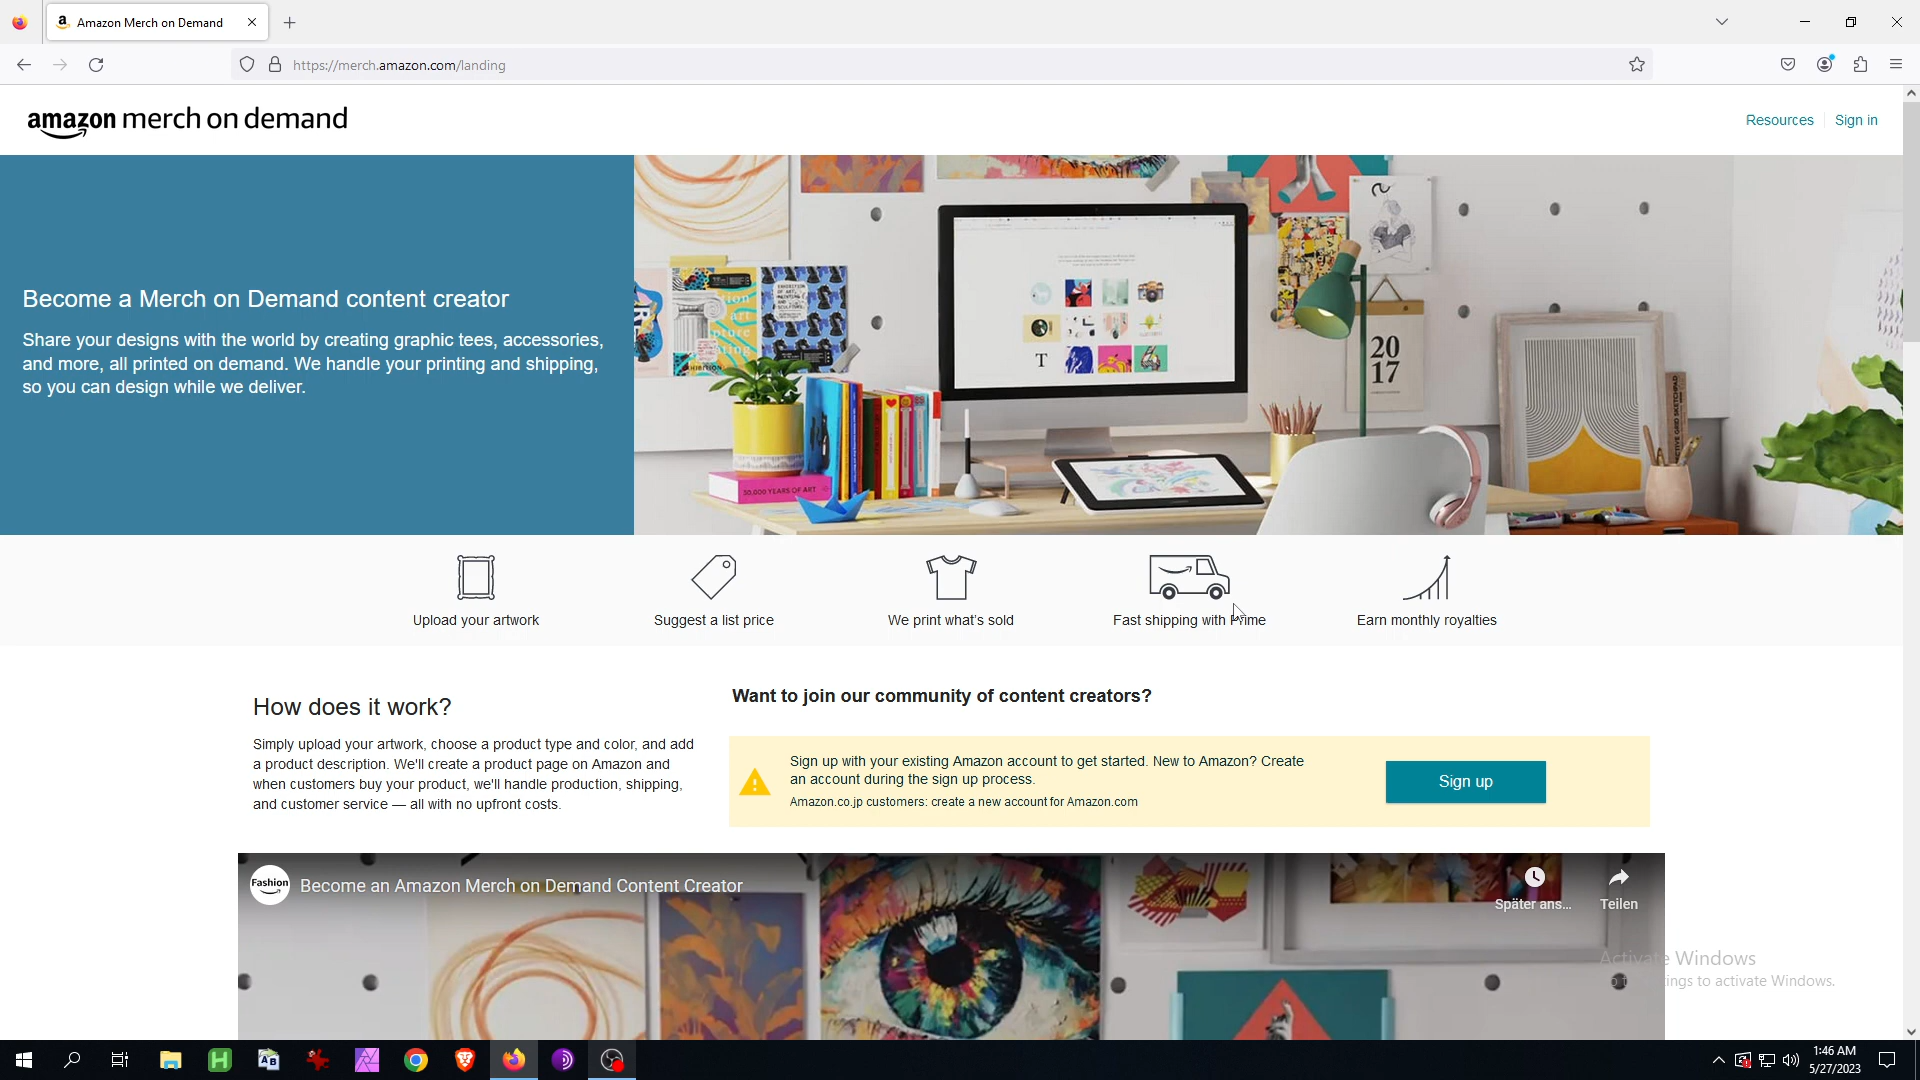 Amazon Merch on Demand
https://merch.amazon.com/landing
amazon merch on demand
Resources
Sign in
Become a Merch on Demand content creator
Share your designs with the world by creating graphic tees, accessories,
and more, all printed on demand. We handle your printing and shipping,
so you can design while we deliver.
20
17
T
30,000 YEARS OF ART
Upload your artwork
Suggest a list price
We print what's sold
Fast shipping with Prime
Earn monthly royalties
How does it work?
Simply upload your artwork, choose a product type and color, and add
a product description. We'll create a product page on Amazon and
when customers buy your product, we'll handle production, shipping,
and customer service — all with no upfront costs.
Want to join our community of content creators?
Sign up with your existing Amazon account to get started. New to Amazon? Create
an account during the sign up process.
Amazon.co.jp customers: create a new account for Amazon.com
Sign up
Fashion
Become an Amazon Merch on Demand Content Creator
Später ans...
Teilen
Activate Windows
1:46 AM
5/27/2023